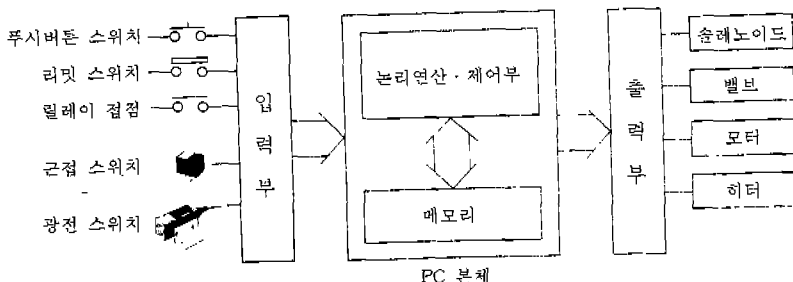 푸시버튼 스위치
리밋 스위치
릴레이 접점
근접 스위치
광전 스위치
입력부
논리연산·제어부
메모리
PC 본체
출력부
솔레노이드
밸브
모터
히터